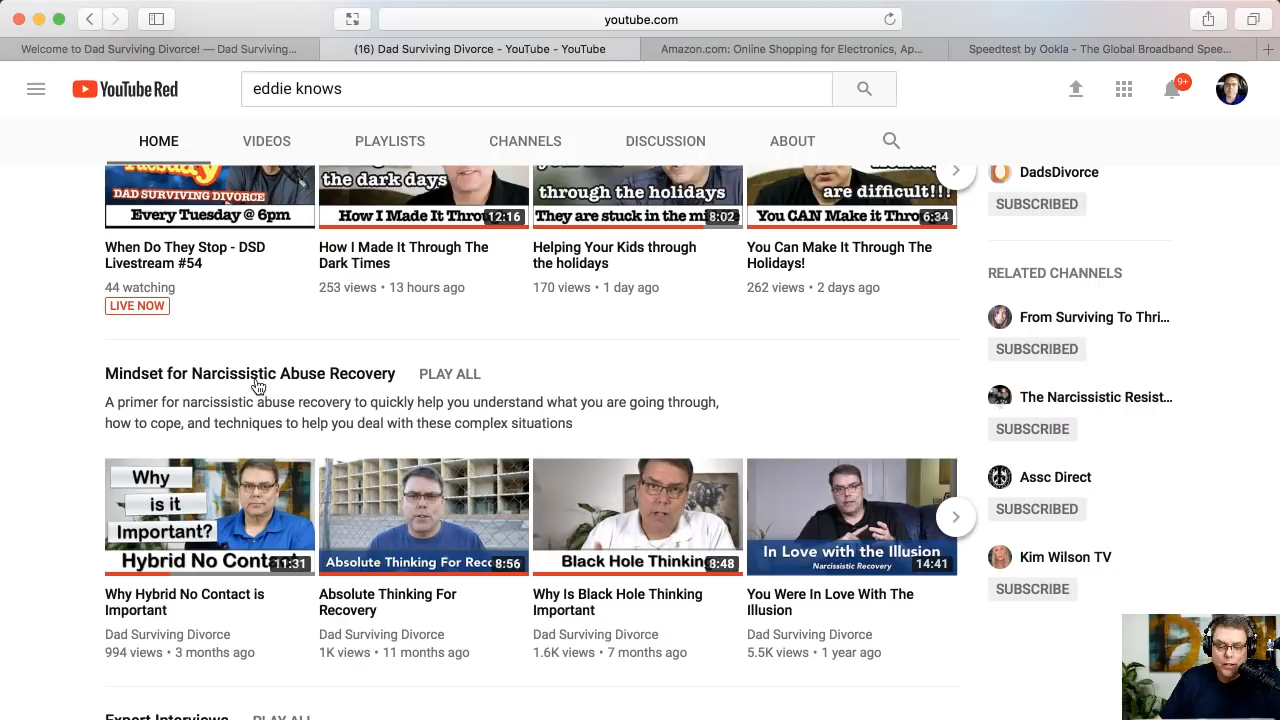 youtube.com
Welcome to Dad Surviving Divorce! — Dad Surviving...
(16) Dad Surviving Divorce - YouTube - YouTube
Amazon.com: Online Shopping for Electronics, Ap...
Speedtest by Ookla - The Global Broadband Spee...
YouTube Red
eddie knows
9+
HOME
VIDEOS
PLAYLISTS
CHANNELS
DISCUSSION
ABOUT
Tuesday
DAD SURVIVING DIVORCE
Every Tuesday @ 6pm
the dark days
How I Made It Thro
12:16
through the holidays
They are stuck in the mi
8:02
are difficult!!!
You CAN Make it Thro
6:34
When Do They Stop - DSD
Livestream #54
44 watching
LIVE NOW
How I Made It Through The
Dark Times
253 views • 13 hours ago
Helping Your Kids through
the holidays
170 views • 1 day ago
You Can Make It Through The
Holidays!
262 views • 2 days ago
Mindset for Narcissistic Abuse Recovery
PLAY ALL
A primer for narcissistic abuse recovery to quickly help you understand what you are going through,
how to cope, and techniques to help you deal with these complex situations
Why
is it
Important?
Hybrid No Conta
11:31
Absolute Thinking For Reco
8:56
Black Hole Thinking
8:48
In Love with the Illusion
Narcissistic Recovery
14:41
Why Hybrid No Contact is
Important
Dad Surviving Divorce
994 views • 3 months ago
Absolute Thinking For
Recovery
Dad Surviving Divorce
1K views • 11 months ago
Why Is Black Hole Thinking
Important
Dad Surviving Divorce
1.6K views • 7 months ago
You Were In Love With The
Illusion
Dad Surviving Divorce
5.5K views • 1 year ago
Expert Interviews
PLAY ALL
DadsDivorce
SUBSCRIBED
RELATED CHANNELS
From Surviving To Thri...
SUBSCRIBED
The Narcissistic Resist...
SUBSCRIBE
Assc Direct
SUBSCRIBED
Kim Wilson TV
SUBSCRIBE